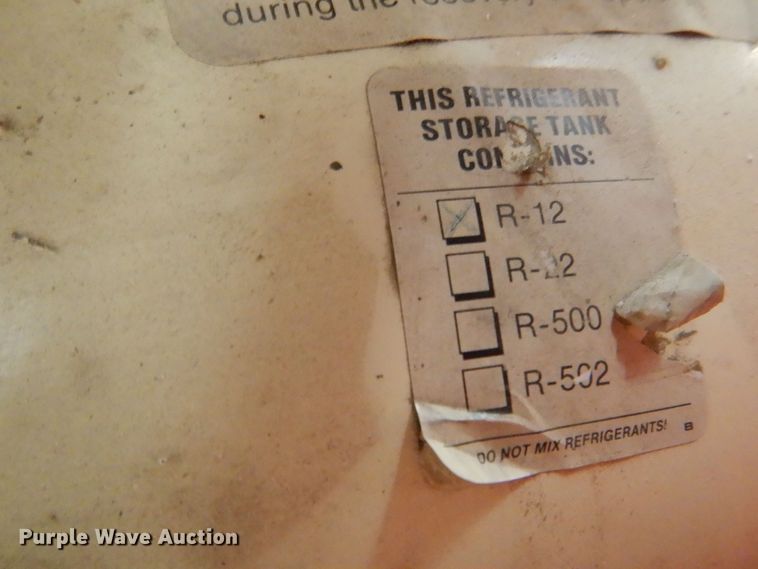 during the
THIS REFRIGERANT
STORAGE TANK
CONTAINS:
R-12
R-22
R-500
R-502
DO NOT MIX REFRIGERANTS! B
Purple Wave Auction